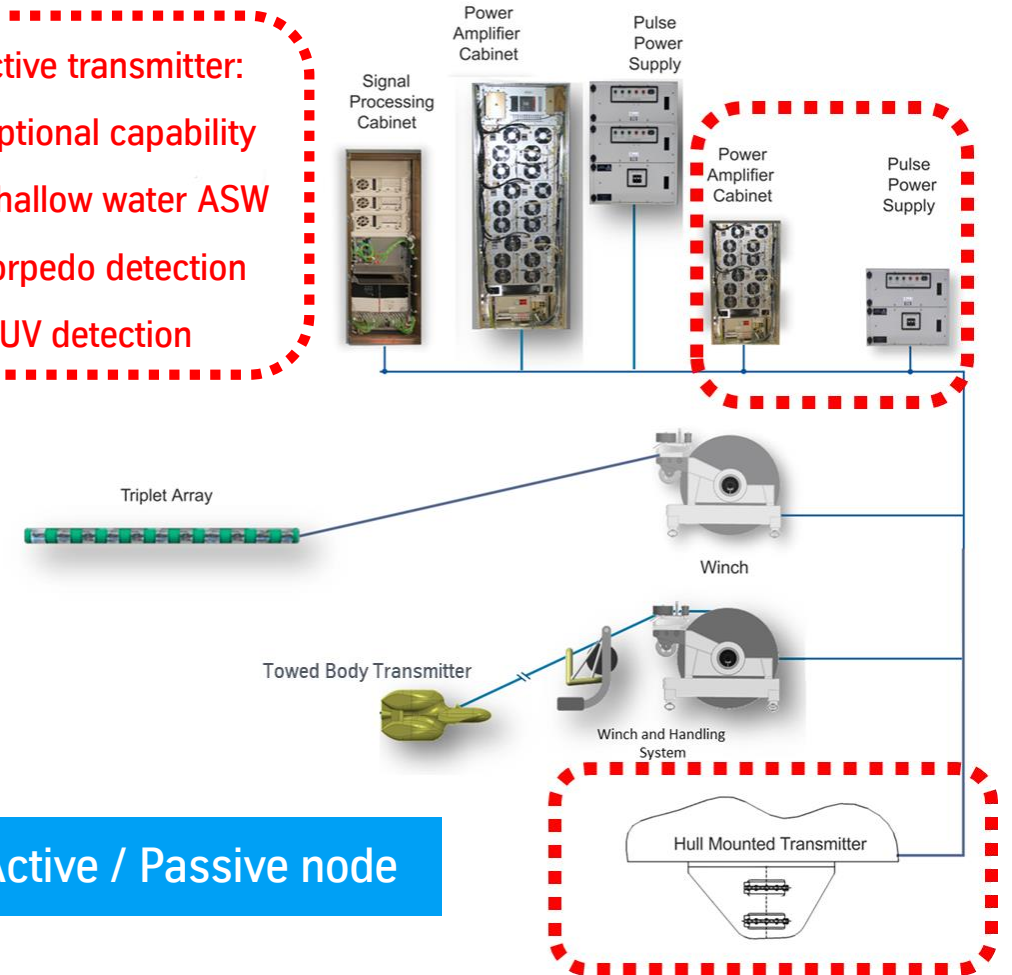 ctive transmitter:
ptional capability
hallow water ASW
orpedo detection
UV detection
Signal
Processing
Cabinet
Power
Amplifier
Cabinet
Pulse
Power
Supply
Power
Amplifier
Cabinet
Pulse
Power
Supply
Triplet Array
Winch
Towed Body Transmitter
Winch and Handling
System
Hull Mounted Transmitter
Active / Passive node